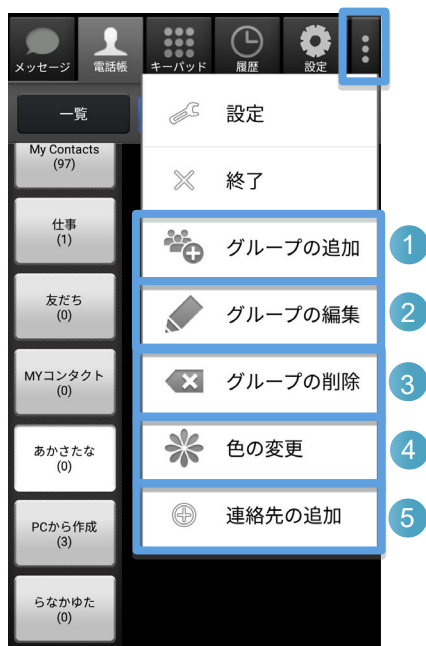 メッセージ
電話帳
キーパッド
履歴
設定
一覧
設定
終了
グループの追加
1
グループの編集
2
グループの削除
3
色の変更
4
連絡先の追加
5
My Contacts
(97)
仕事
(1)
友だち
(0)
MYコンタクト
(0)
あかさたな
(0)
PCから作成
(3)
らなかゆた
(0)